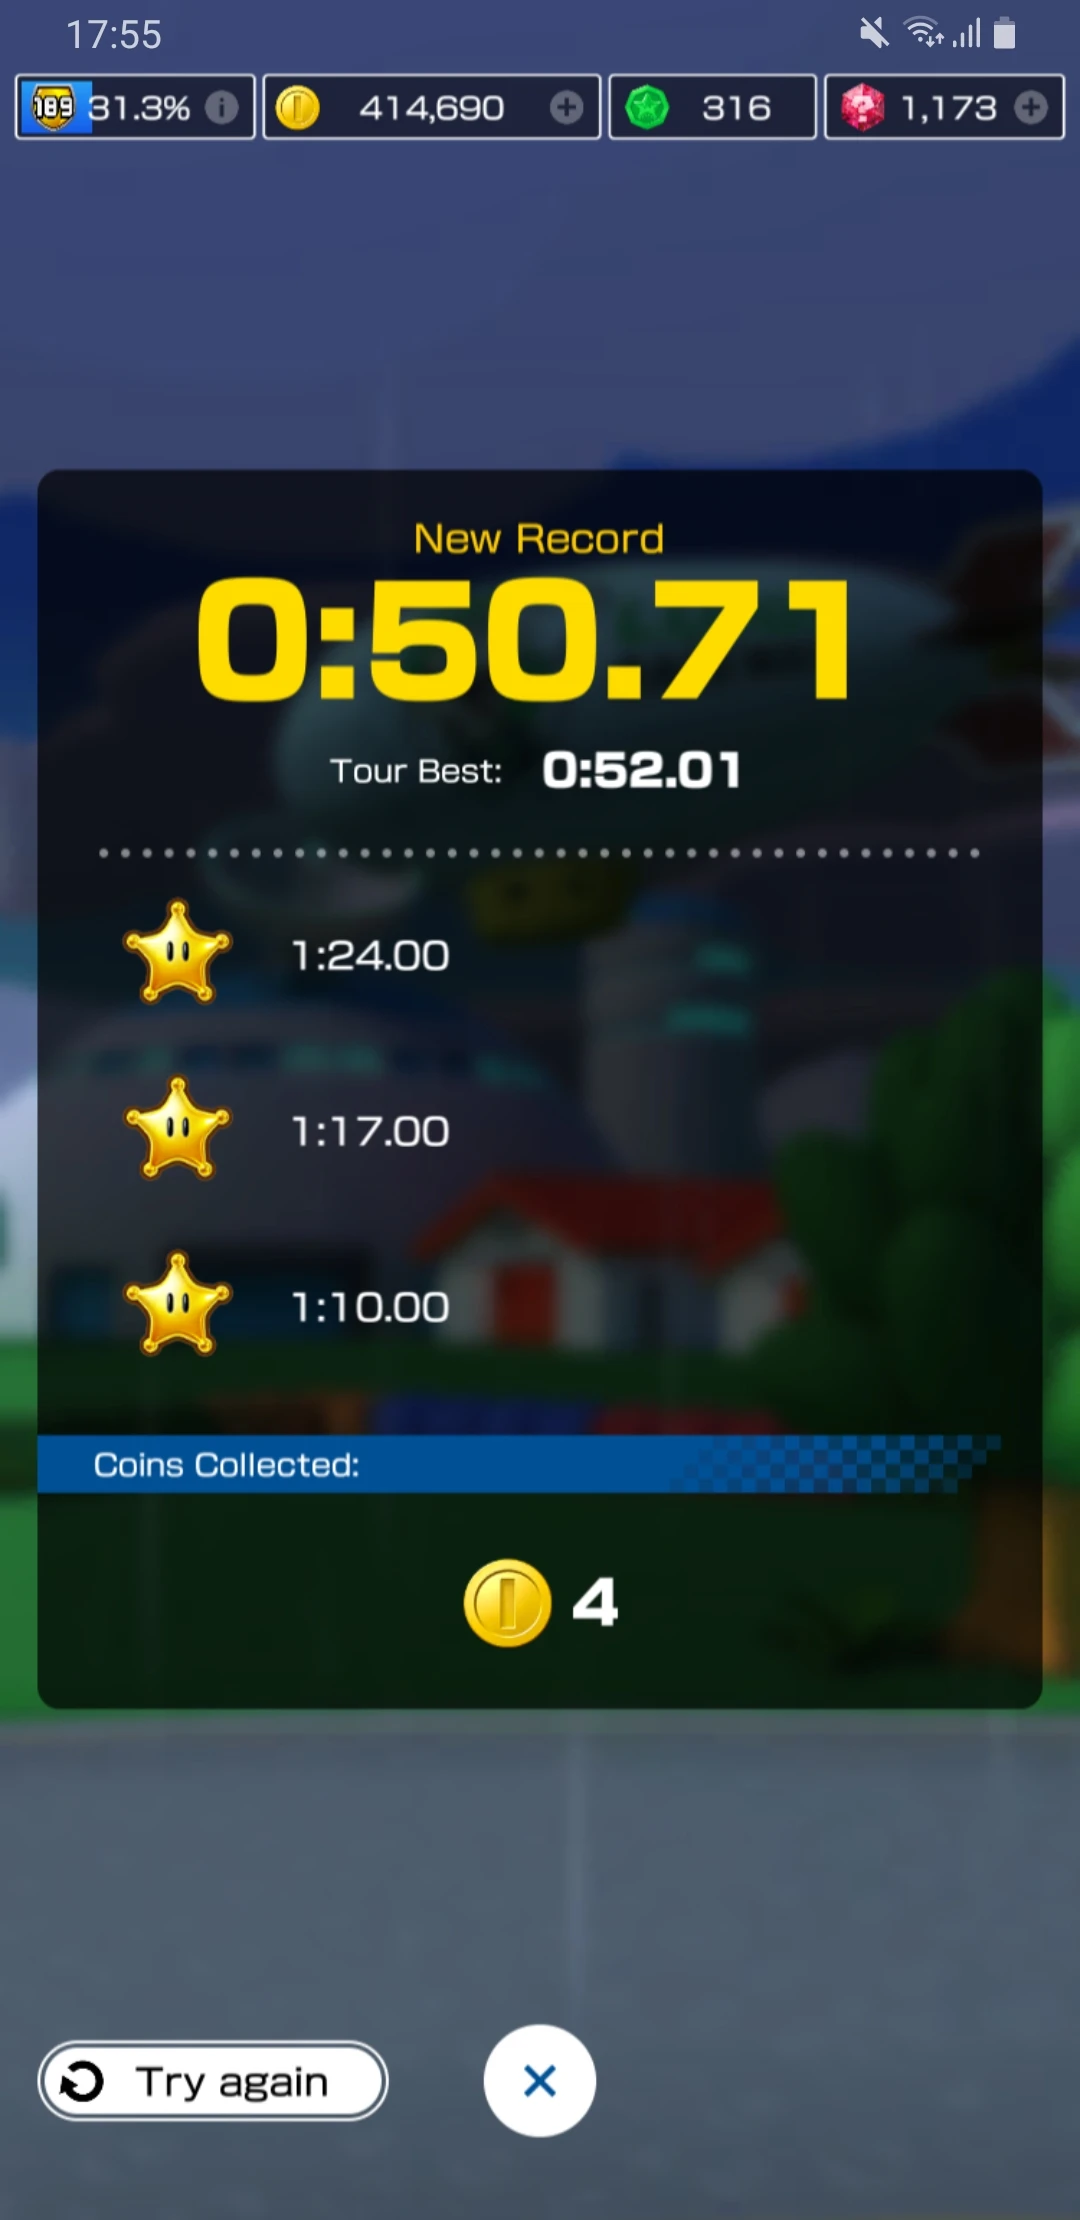 17:55
189 31.3% i 414,690 + 316 1,173 +
New Record
0:50.71
Tour Best: 0:52.01
1:24.00
1:17.00
1:10.00
Coins Collected:
4
Try again ×